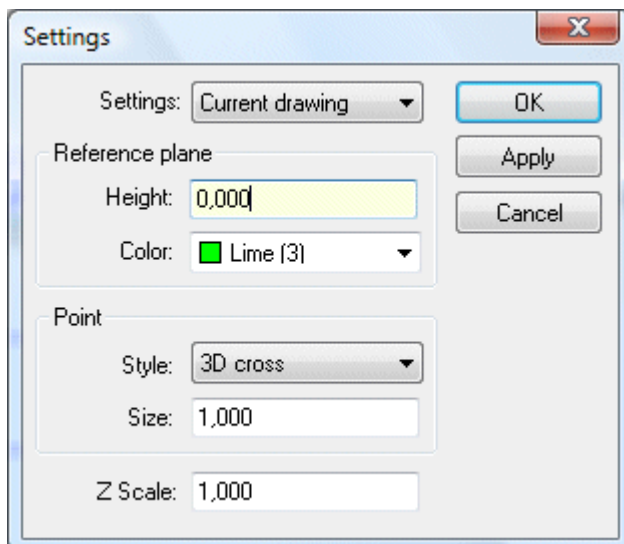 Settings
Settings: Current drawing
OK
Reference plane
Apply
Height: 0,000
Cancel
Color: Lime (3)
Point
Style: 3D cross
Size: 1,000
Z Scale: 1,000